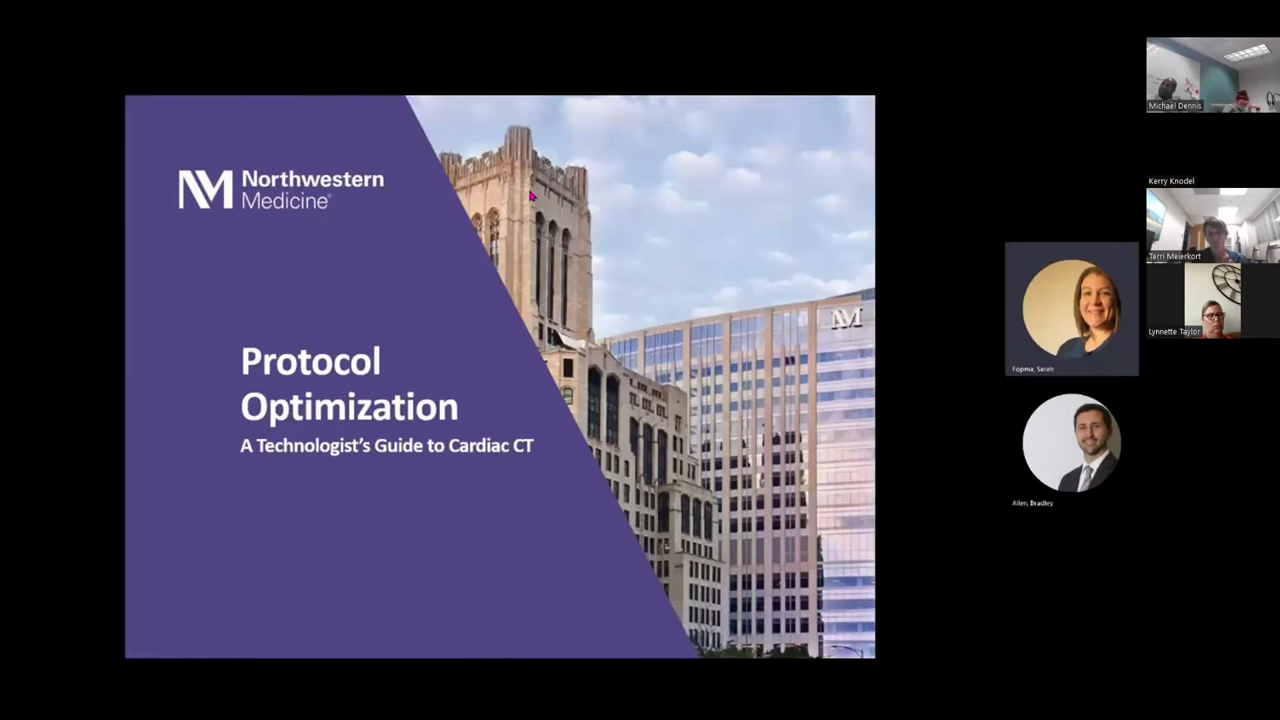 Northwestern
Medicine
Protocol
Optimization
A Technologist's Guide to Cardiac CT
Michael Dennis
Kerry Knodel
Terri Meierkort
Lynnette Taylor
Fopma, Sarah
Allen, Bradley